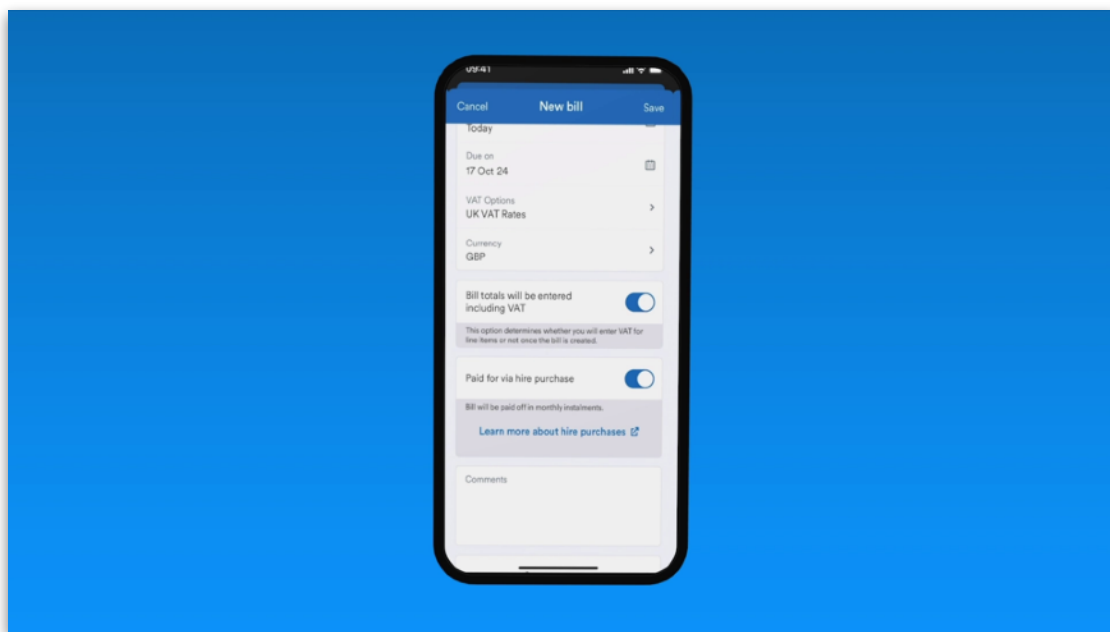 09:41
Cancel New bill Save
Today
Due on
17 Oct 24
VAT Options
UK VAT Rates
Currency
GBP
Bill totals will be entered
including VAT
This option determines whether you will enter VAT for
line items or not once the bill is created.
Paid for via hire purchase
Bill will be paid off in monthly instalments.
Learn more about hire purchases
Comments